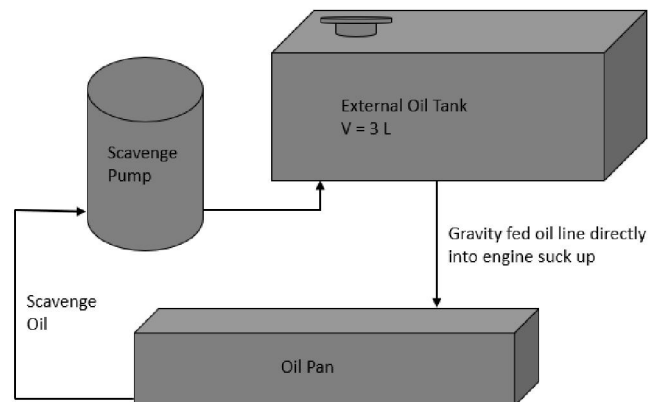 External Oil Tank
V = 3 L
Scavenge
Pump
Gravity fed oil line directly
into engine suck up
Scavenge
Oil
Oil Pan